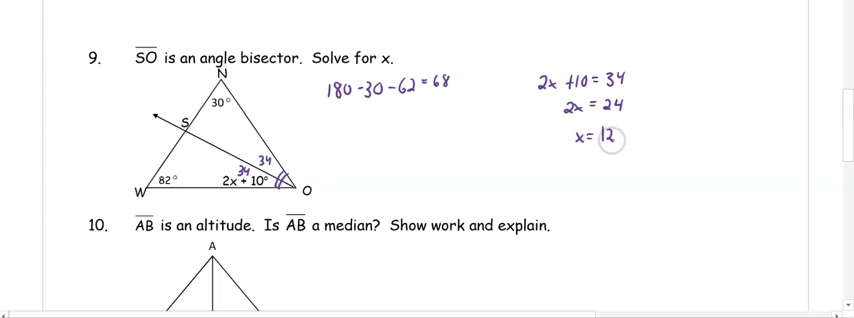 9. SO is an angle bisector. Solve for x.
N
30°
S
W
82°
34
34
2x + 10°
O
180 - 30 - 62 = 68
2x + 10 = 34
2x = 24
x = 12
10. AB is an altitude. Is AB a median? Show work and explain.
A